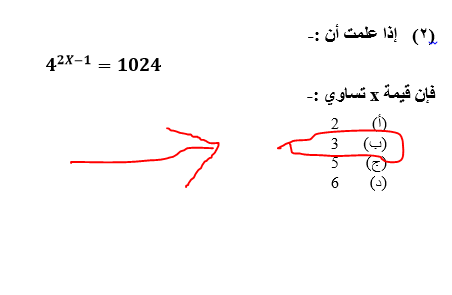 (٢) إذا علمت أن :-
4^{2X-1} = 1024
فإن قيمة x تساوي :-
(أ) 2
(ب) 3
(ج) 5
(د) 6